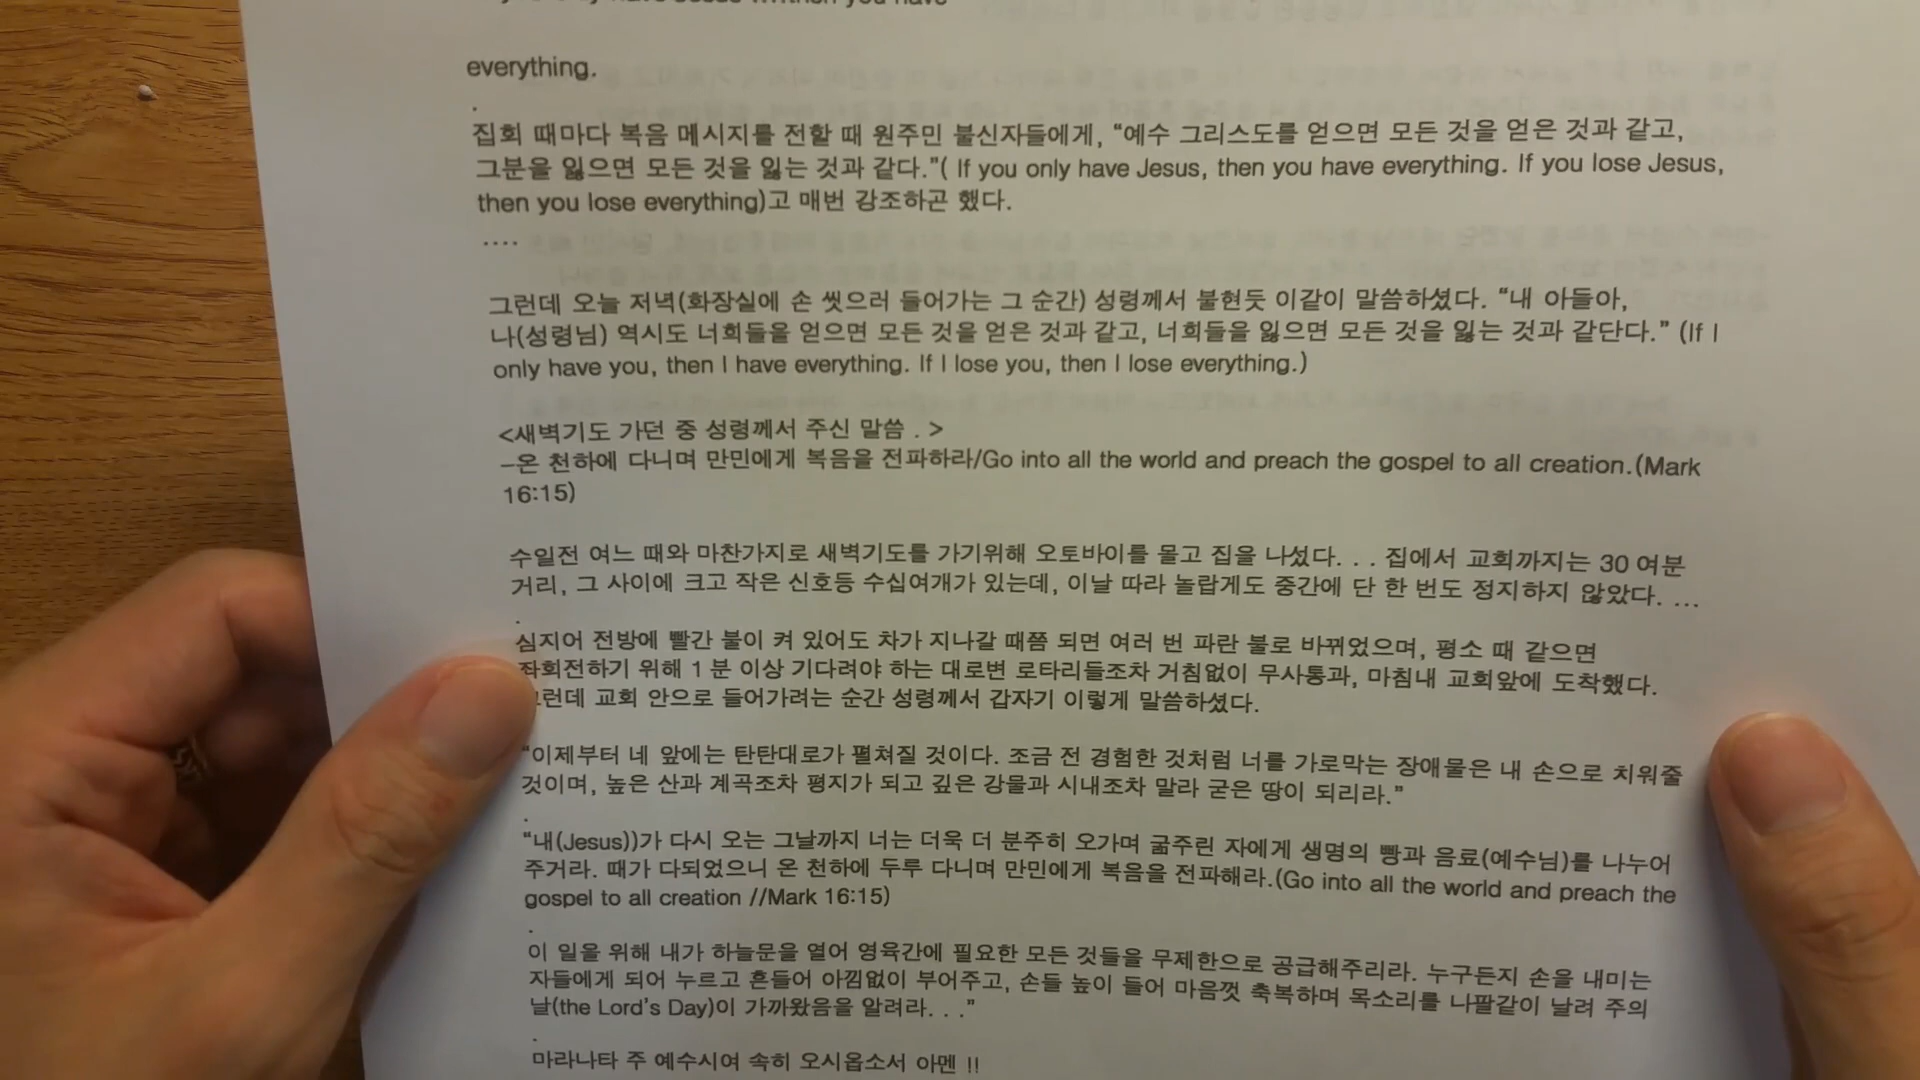 everything.
.
집회 때마다 복음 메시지를 전할 때 원주민 불신자들에게, “예수 그리스도를 얻으면 모든 것을 얻은 것과 같고,
그분을 잃으면 모든 것을 잃는 것과 같다.”( If you only have Jesus, then you have everything. If you lose Jesus,
then you lose everything)고 매번 강조하곤 했다.
....
그런데 오늘 저녁(화장실에 손 씻으러 들어가는 그 순간) 성령께서 불현듯 이같이 말씀하셨다. “내 아들아,
나(성령님) 역시도 너희들을 얻으면 모든 것을 얻은 것과 같고, 너희들을 잃으면 모든 것을 잃는 것과 같단다.” (If I
only have you, then I have everything. If I lose you, then I lose everything.)
<새벽기도 가던 중 성령께서 주신 말씀 . >
–온 천하에 다니며 만민에게 복음을 전파하라/Go into all the world and preach the gospel to all creation.(Mark
16:15)
수일전 여느 때와 마찬가지로 새벽기도를 가기위해 오토바이를 몰고 집을 나섰다. . . 집에서 교회까지는 30 여분
거리, 그 사이에 크고 작은 신호등 수십여개가 있는데, 이날 따라 놀랍게도 중간에 단 한 번도 정지하지 않았다. ...
.
심지어 전방에 빨간 불이 켜 있어도 차가 지나갈 때쯤 되면 여러 번 파란 불로 바뀌었으며, 평소 때 같으면
좌회전하기 위해 1 분 이상 기다려야 하는 대로변 로타리들조차 거침없이 무사통과, 마침내 교회앞에 도착했다.
그런데 교회 안으로 들어가려는 순간 성령께서 갑자기 이렇게 말씀하셨다.
“이제부터 네 앞에는 탄탄대로가 펼쳐질 것이다. 조금 전 경험한 것처럼 너를 가로막는 장애물은 내 손으로 치워줄
것이며, 높은 산과 계곡조차 평지가 되고 깊은 강물과 시내조차 말라 굳은 땅이 되리라.”
.
“내(Jesus))가 다시 오는 그날까지 너는 더욱 더 분주히 오가며 굶주린 자에게 생명의 빵과 음료(예수님)를 나누어
주거라. 때가 다되었으니 온 천하에 두루 다니며 만민에게 복음을 전파해라.(Go into all the world and preach the
gospel to all creation //Mark 16:15)
.
이 일을 위해 내가 하늘문을 열어 영육간에 필요한 모든 것들을 무제한으로 공급해주리라. 누구든지 손을 내미는
자들에게 되어 누르고 흔들어 아낌없이 부어주고, 손들 높이 들어 마음껏 축복하며 목소리를 나팔같이 날려 주의
날(the Lord’s Day)이 가까왔음을 알려라. . .”
.
마라나타 주 예수시여 속히 오시옵소서 아멘 !!